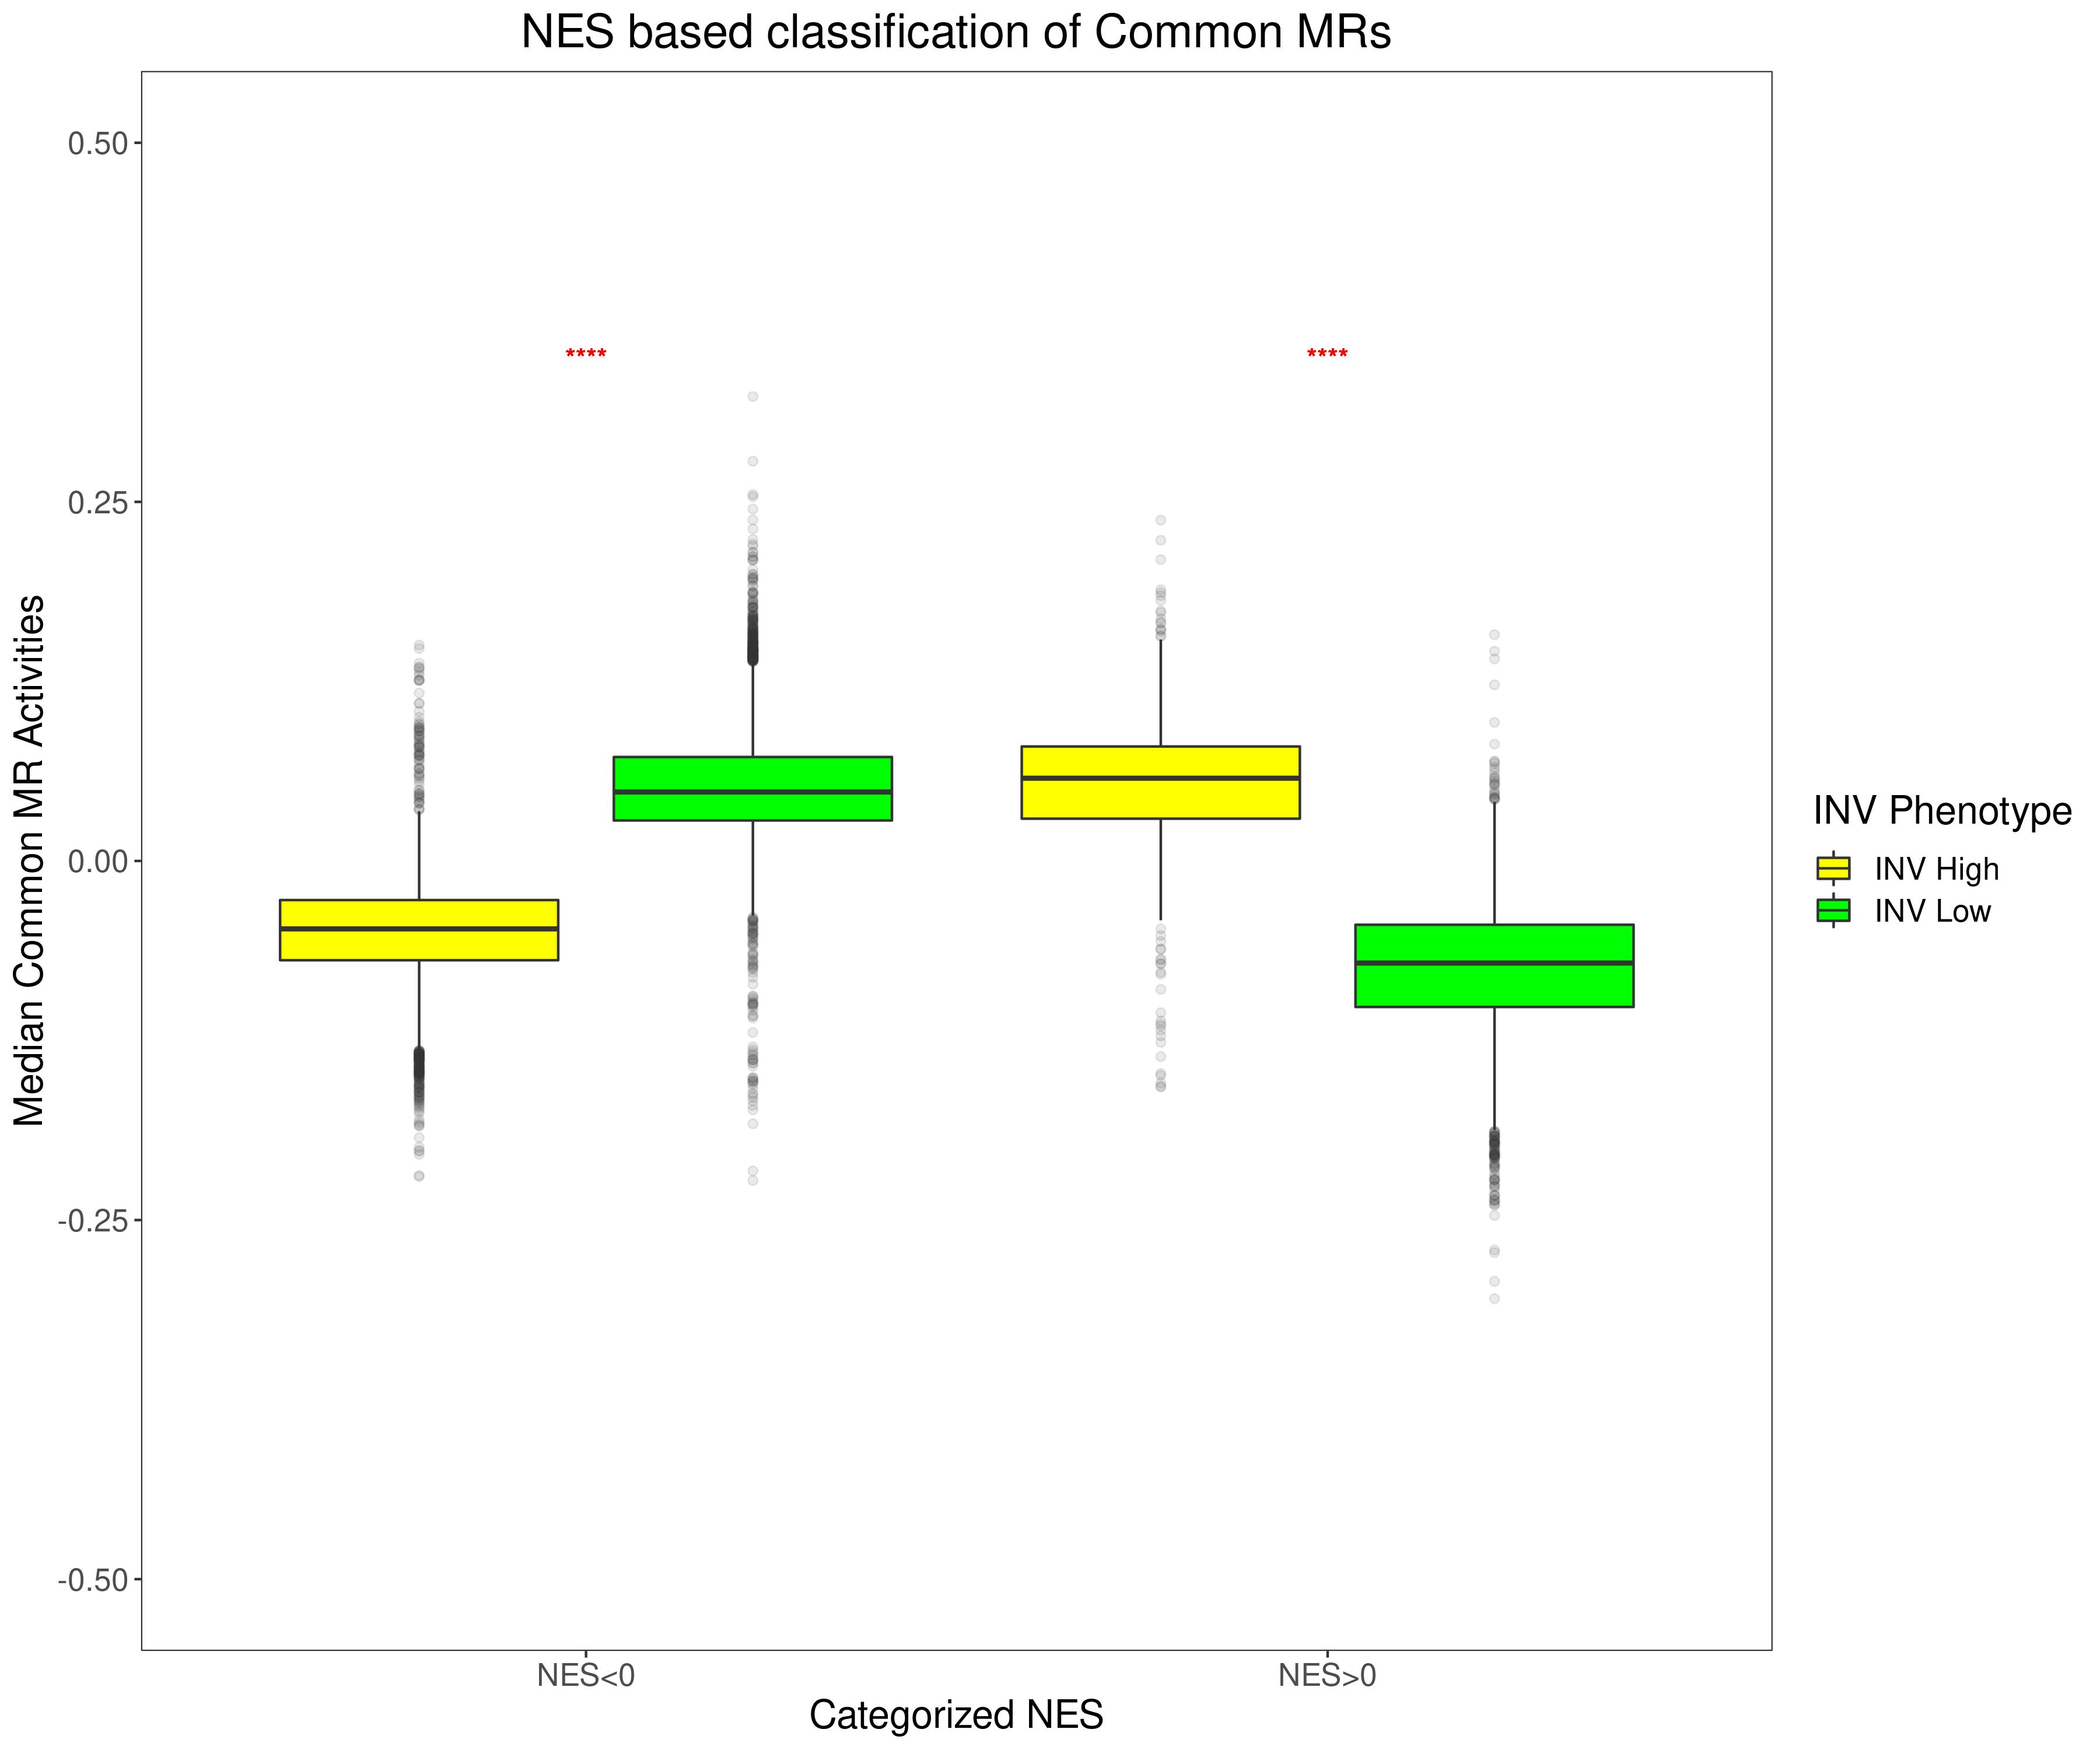 NES based classification of Common MRs
0.50
0.25
0.00
-0.25
-0.50
Median Common MR Activities
****
****
NES<0
NES>0
Categorized NES
INV Phenotype
INV High
INV Low